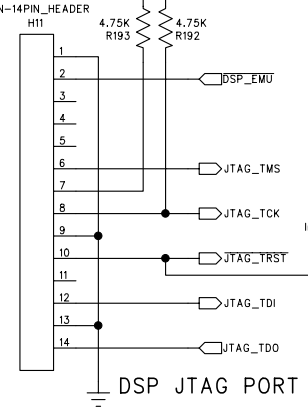 N-14PIN_HEADER
H11
4.75K
R193
4.75K
R192
1
2
DSP_EMU
3
4
5
6
JTAG_TMS
7
8
JTAG_TCK
9
10
JTAG_TRST
11
12
JTAG_TDI
13
14
JTAG_TDO
DSP JTAG PORT